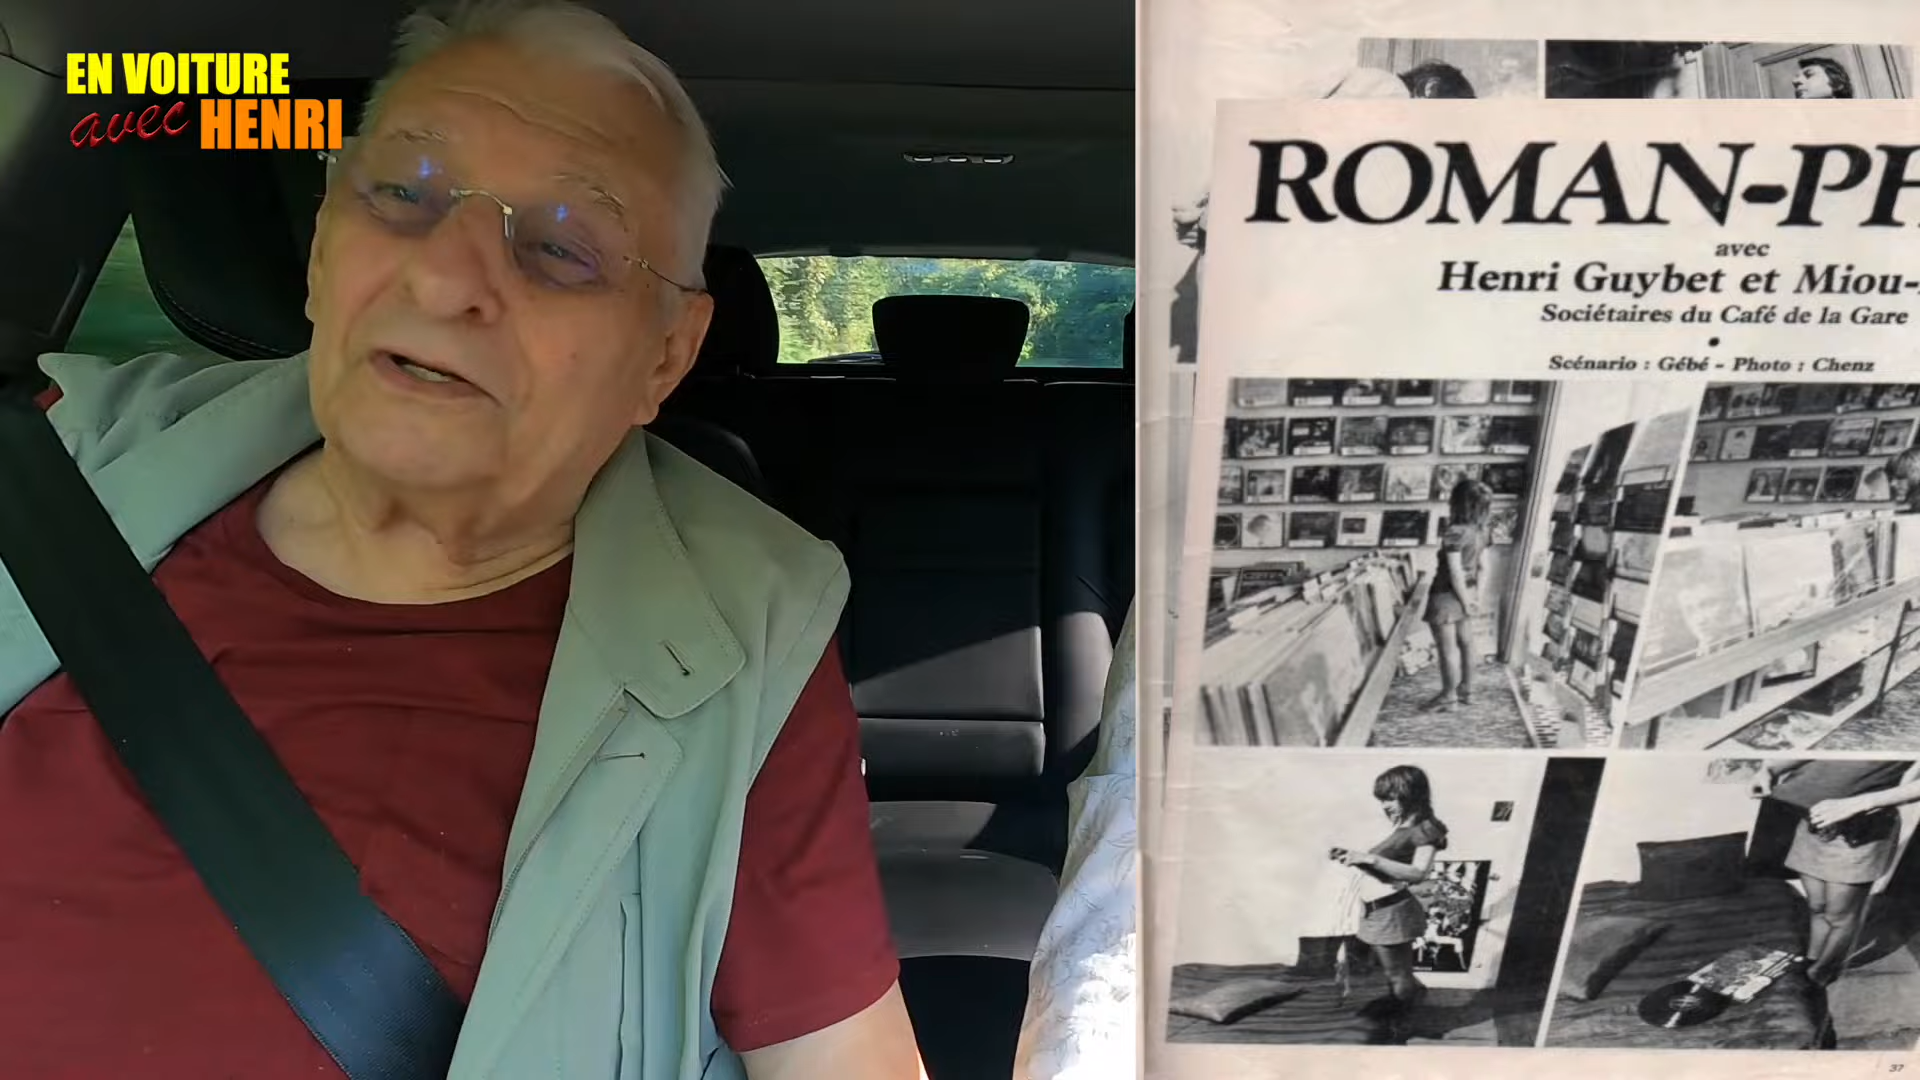 EN VOITURE
avec HENRI
ROMAN-PH
avec
Henri Guybet et Miou-
Sociétaires du Café de la Gare
•
Scénario : Gébé - Photo : Chenz
37